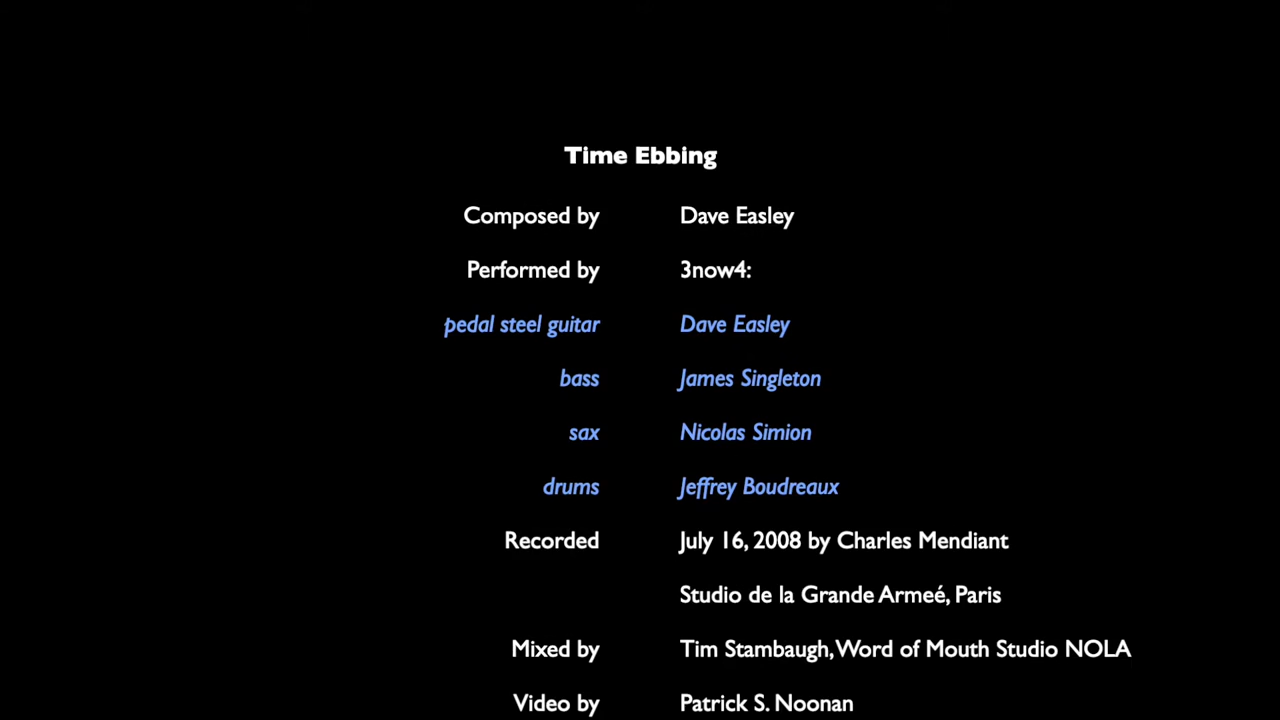 Time Ebbing
Composed by Dave Easley
Performed by 3now4:
pedal steel guitar Dave Easley
bass James Singleton
sax Nicolas Simion
drums Jeffrey Boudreaux
Recorded July 16, 2008 by Charles Mendiant
Studio de la Grande Armeé, Paris
Mixed by Tim Stambaugh, Word of Mouth Studio NOLA
Video by Patrick S. Noonan